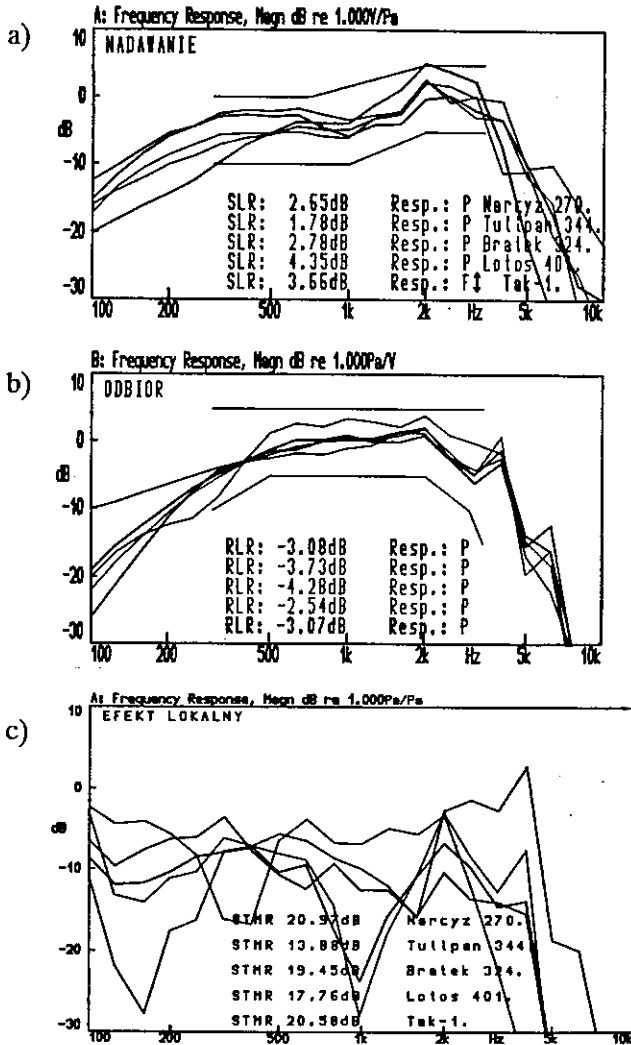 A: Frequency Response, Magn dB re 1.000V/Pa
a)
10
NADAWANIE
0
dB
-10
SLR: 2.65dB Resp.: P Narcyz 270.
SLR: 1.78dB Resp.: P Tulipan 344.
-20
SLR: 2.78dB Resp.: P Bratek 324.
SLR: 4.35dB Resp.: P Lotos 401.
SLR: 3.66dB Resp.: F↕ Tak-1.
-30
100 200 500 1k 2k Hz 5k 10k
B: Frequency Response, Magn dB re 1.000Pa/V
b)
10
ODBIOR
0
dB
-10
RLR: -3.08dB Resp.: P
RLR: -3.73dB Resp.: P
-20
RLR: -4.28dB Resp.: P
RLR: -2.54dB Resp.: P
RLR: -3.07dB Resp.: P
-30
100 200 500 1k 2k Hz 5k 10k
A: Frequency Response, Magn dB re 1.000Pa/Pa
c)
10
EFEKT LOKALNY
0
dB
-10
STMR 20.97dB Narcyz 270.
STMR 13.88dB Tulipan 344
-20
STMR 19.45dB Bratek 324.
STMR 17.76dB Lotos 401.
STMR 20.58dB Tak-1.
-30
100 200 500 1k 2k Hz 5k 10k